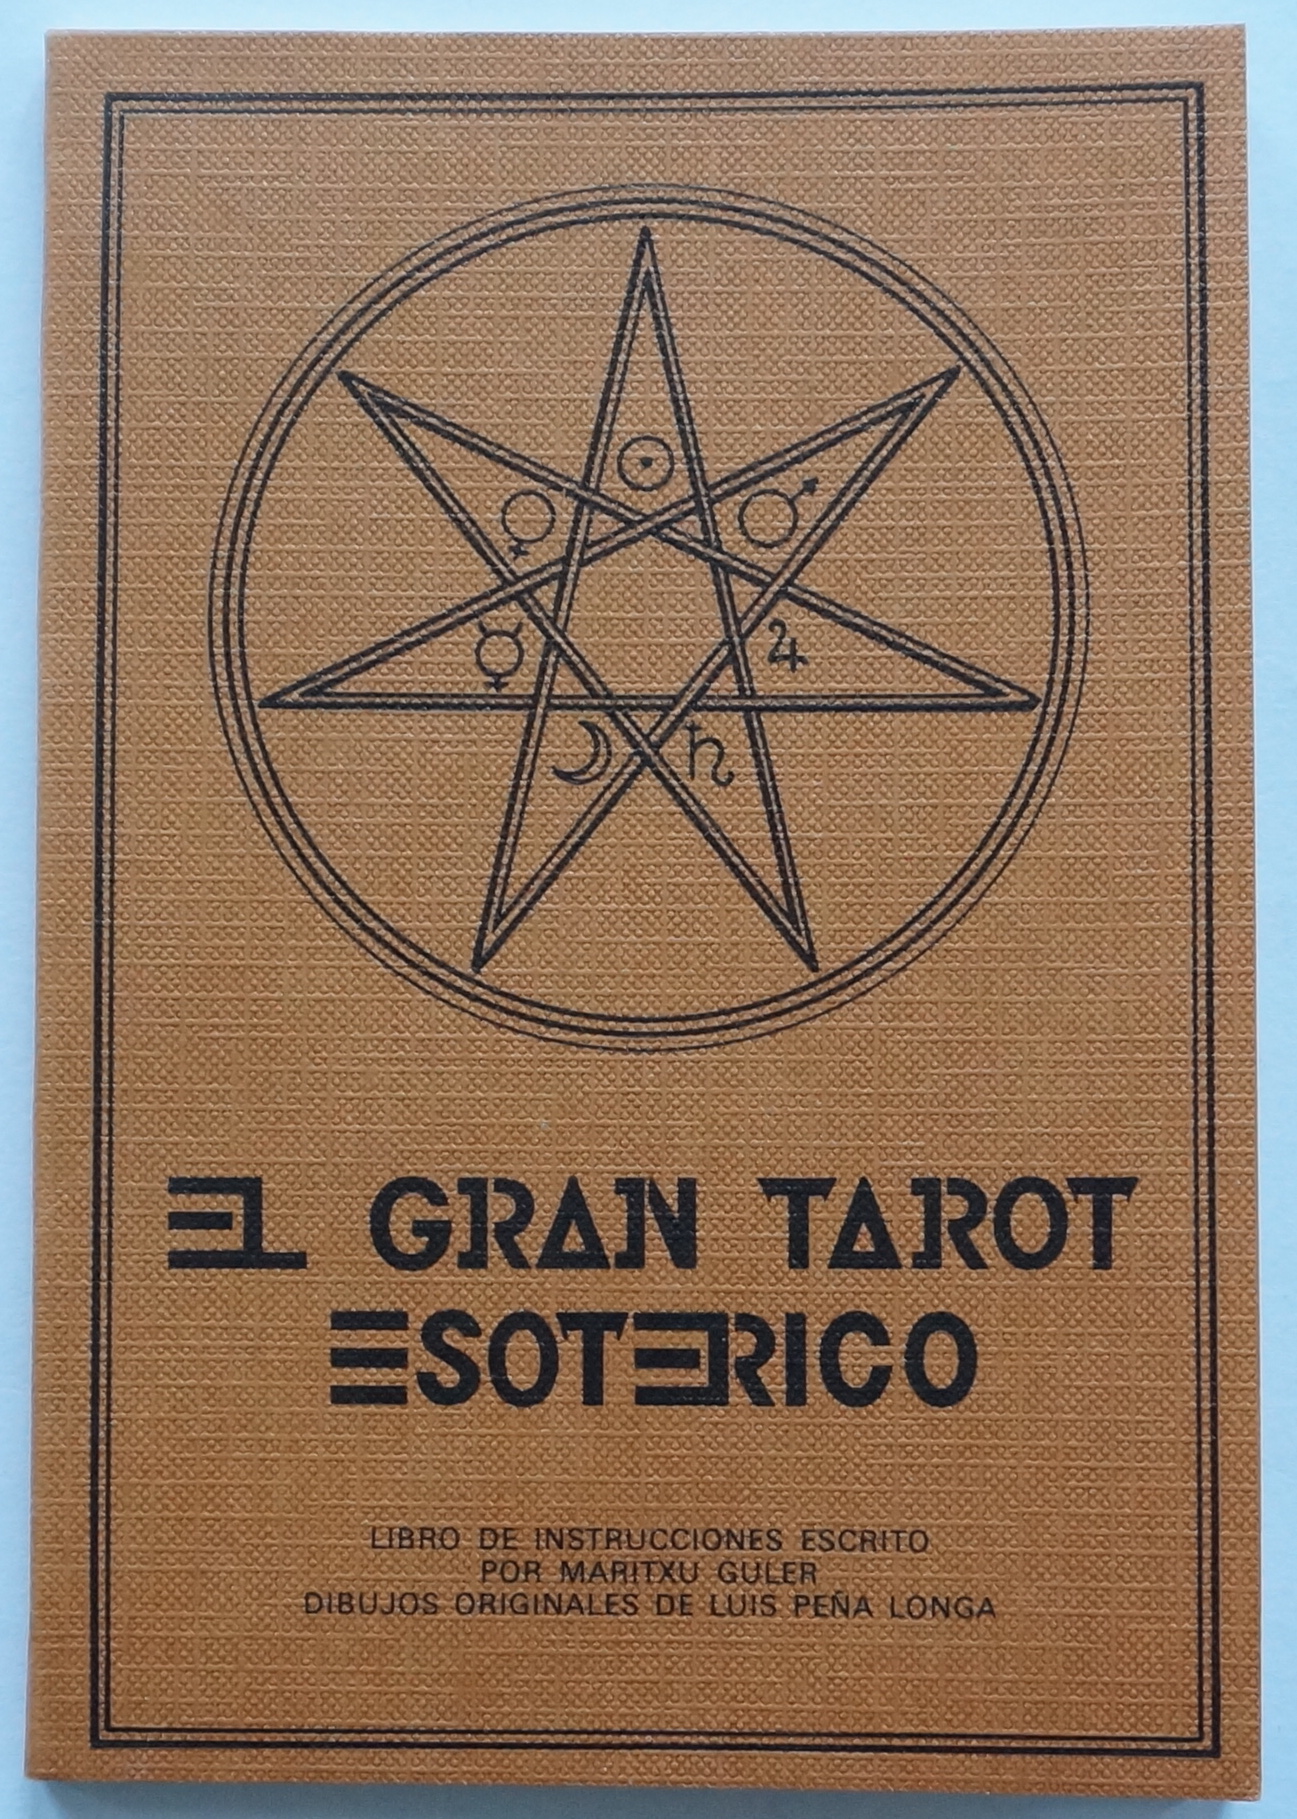 EL GRAN TAROT
ESOTERICO
LIBRO DE INSTRUCCIONES ESCRITO
POR MARITXU GULER
DIBUJOS ORIGINALES DE LUIS PEÑA LONGA